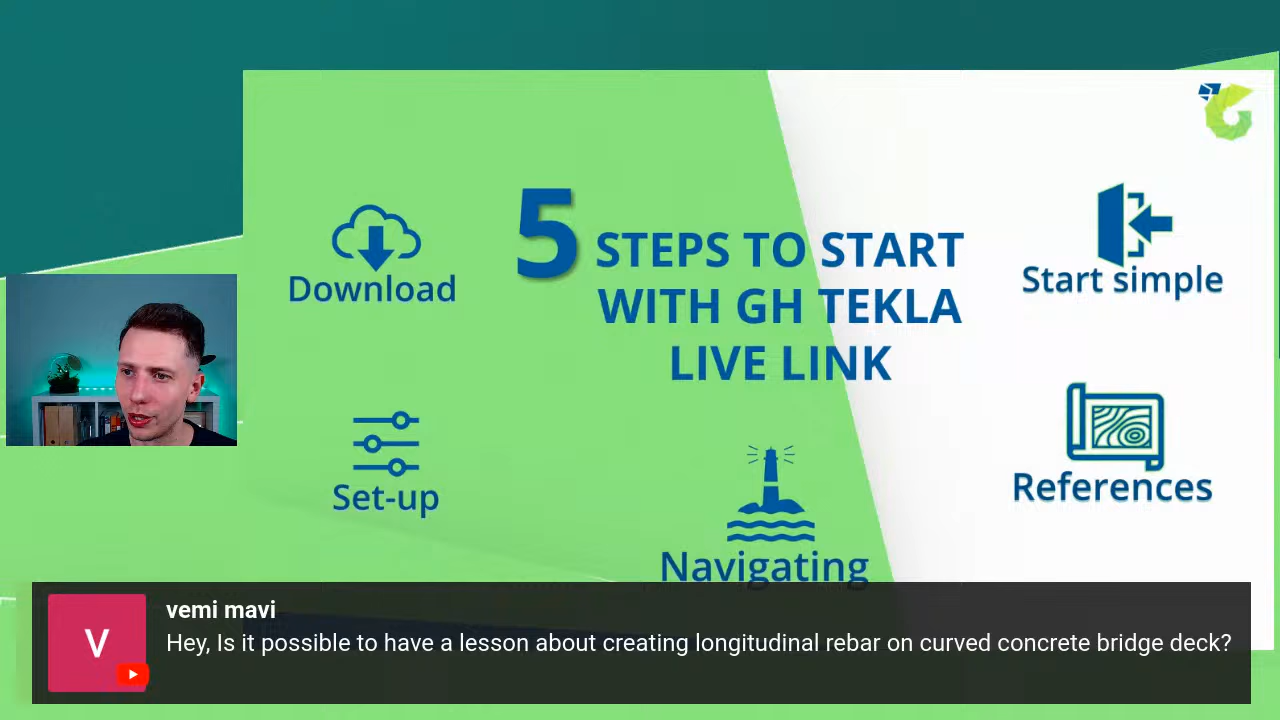 5 STEPS TO START
WITH GH TEKLA
LIVE LINK
Download
Set-up
Navigating
Start simple
References
V
vemi mavi
Hey, Is it possible to have a lesson about creating longitudinal rebar on curved concrete bridge deck?